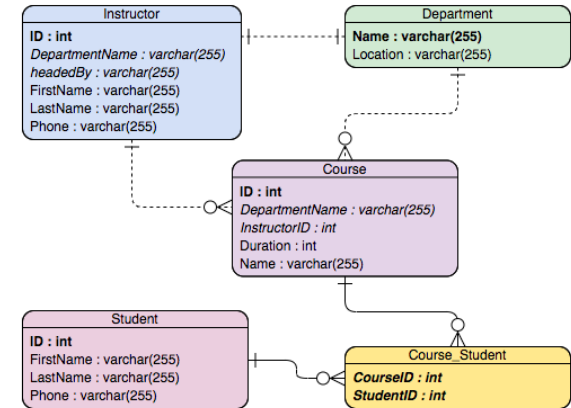 Instructor
ID : int
DepartmentName : varchar(255)
headedBy : varchar(255)
FirstName : varchar(255)
LastName : varchar(255)
Phone : varchar(255)
Department
Name : varchar(255)
Location : varchar(255)
Course
ID : int
DepartmentName : varchar(255)
InstructorID : int
Duration : int
Name : varchar(255)
Student
ID : int
FirstName : varchar(255)
LastName : varchar(255)
Phone : varchar(255)
Course_Student
CourseID : int
StudentID : int